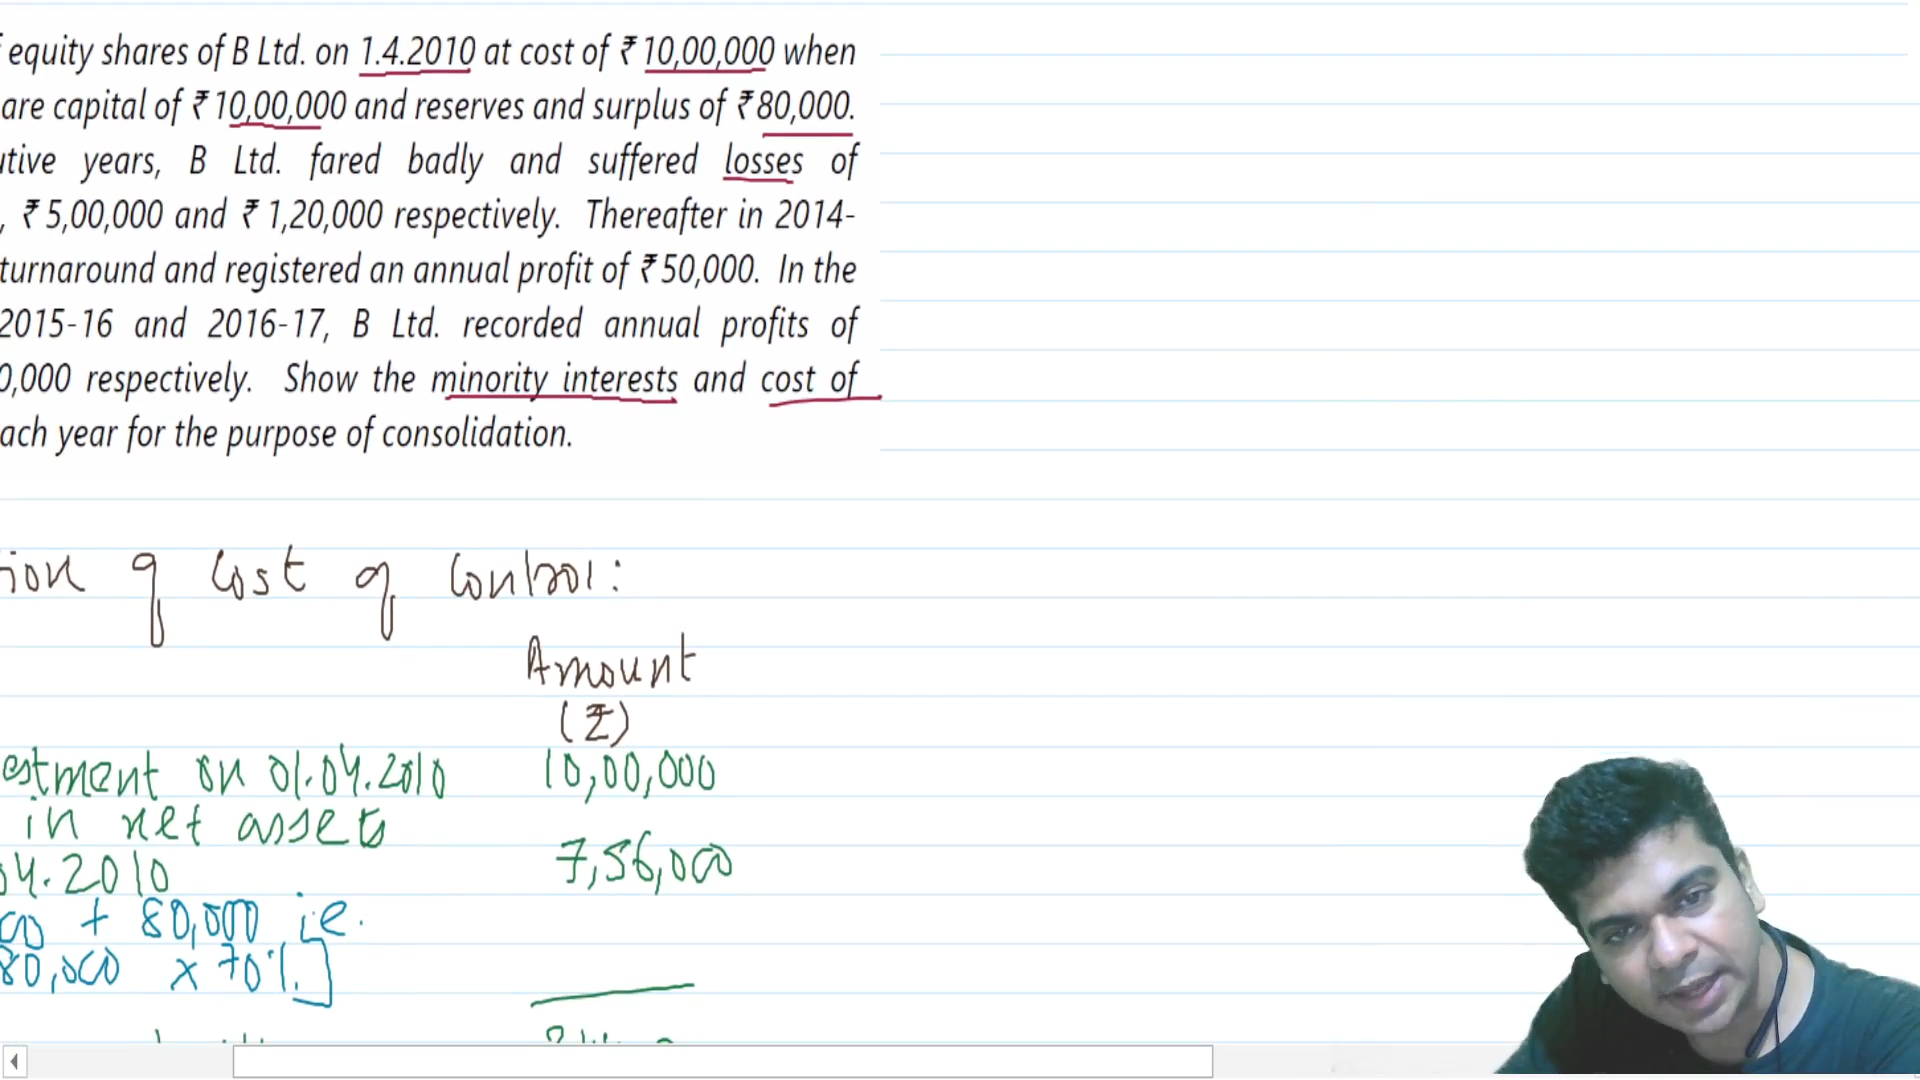 equity shares of B Ltd. on 1.4.2010 at cost of ₹ 10,00,000 when
are capital of ₹ 10,00,000 and reserves and surplus of ₹ 80,000.
utive years, B Ltd. fared badly and suffered losses of
, ₹ 5,00,000 and ₹ 1,20,000 respectively. Thereafter in 2014-
turnaround and registered an annual profit of ₹ 50,000. In the
2015-16 and 2016-17, B Ltd. recorded annual profits of
0,000 respectively. Show the minority interests and cost of
ach year for the purpose of consolidation.
ion of Cost of Control:
Amount
(₹)
estment on 01.04.2010 10,00,000
in net assets
04.2010 7,56,000
00 + 80,000 i.e.
80,000 x 70%]